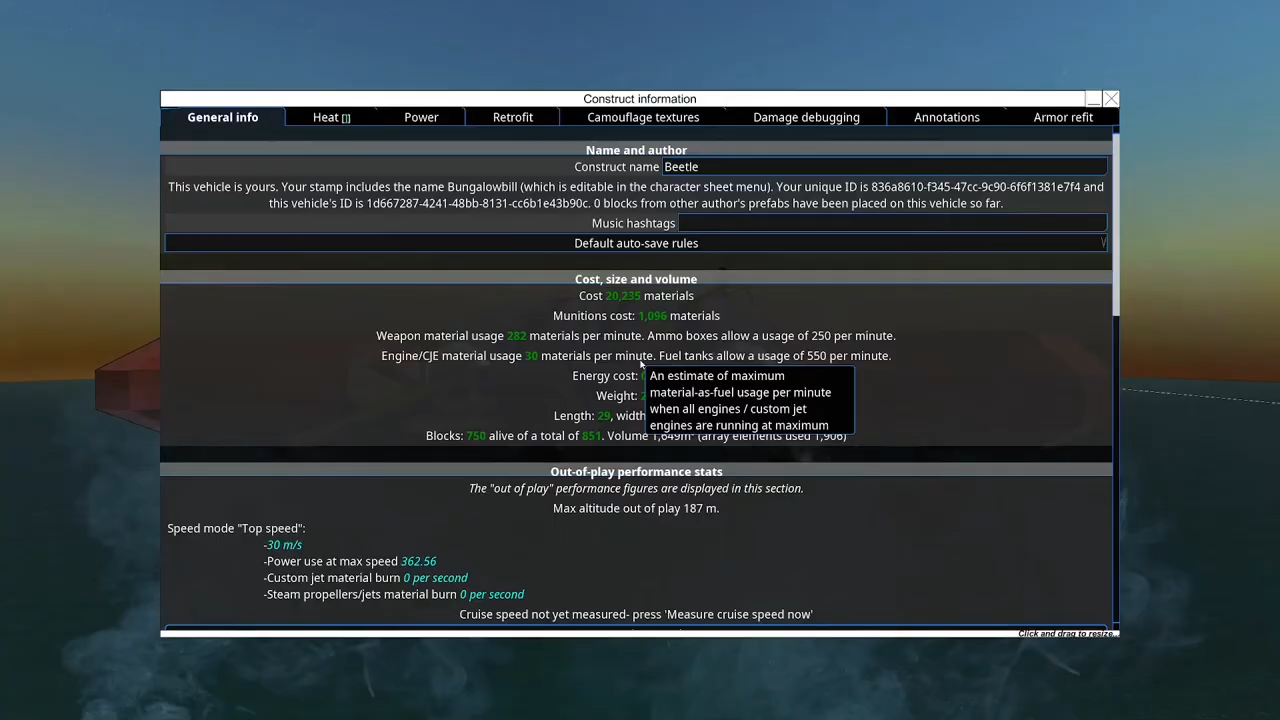 Construct information
General info
Heat []
Power
Retrofit
Camouflage textures
Damage debugging
Annotations
Armor refit
Name and author
Construct name Beetle
This vehicle is yours. Your stamp includes the name Bungalowbill (which is editable in the character sheet menu). Your unique ID is 836a8610-f345-47cc-9c90-6f6f1381e7f4 and
this vehicle's ID is 1d667287-4241-48bb-8131-cc6b1e43b90c. 0 blocks from other author's prefabs have been placed on this vehicle so far.
Music hashtags
Default auto-save rules
Cost, size and volume
Cost 20,235 materials
Munitions cost: 1,096 materials
Weapon material usage 282 materials per minute. Ammo boxes allow a usage of 250 per minute.
Engine/CJE material usage 30 materials per minute. Fuel tanks allow a usage of 550 per minute.
Energy cost:
Weight:
Length: 29, width
An estimate of maximum
material-as-fuel usage per minute
when all engines / custom jet
engines are running at maximum
Blocks: 750 alive of a total of 851. Volume 1,649m³ (array elements used 1,906)
Out-of-play performance stats
The "out of play" performance figures are displayed in this section.
Max altitude out of play 187 m.
Speed mode "Top speed":
-30 m/s
-Power use at max speed 362.56
-Custom jet material burn 0 per second
-Steam propellers/jets material burn 0 per second
Cruise speed not yet measured- press 'Measure cruise speed now'
Click and drag to resize..